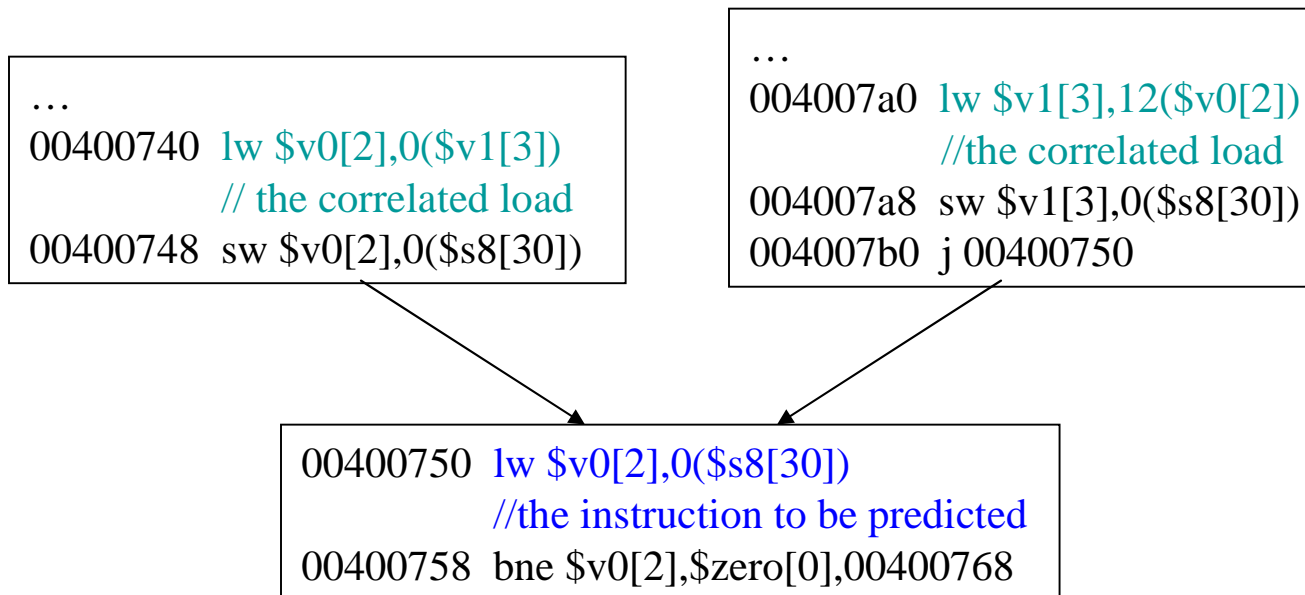 …
00400740 lw $v0[2],0($v1[3])
// the correlated load
00400748 sw $v0[2],0($s8[30])
…
004007a0 lw $v1[3],12($v0[2])
//the correlated load
004007a8 sw $v1[3],0($s8[30])
004007b0 j 00400750
00400750 lw $v0[2],0($s8[30])
//the instruction to be predicted
00400758 bne $v0[2],$zero[0],00400768